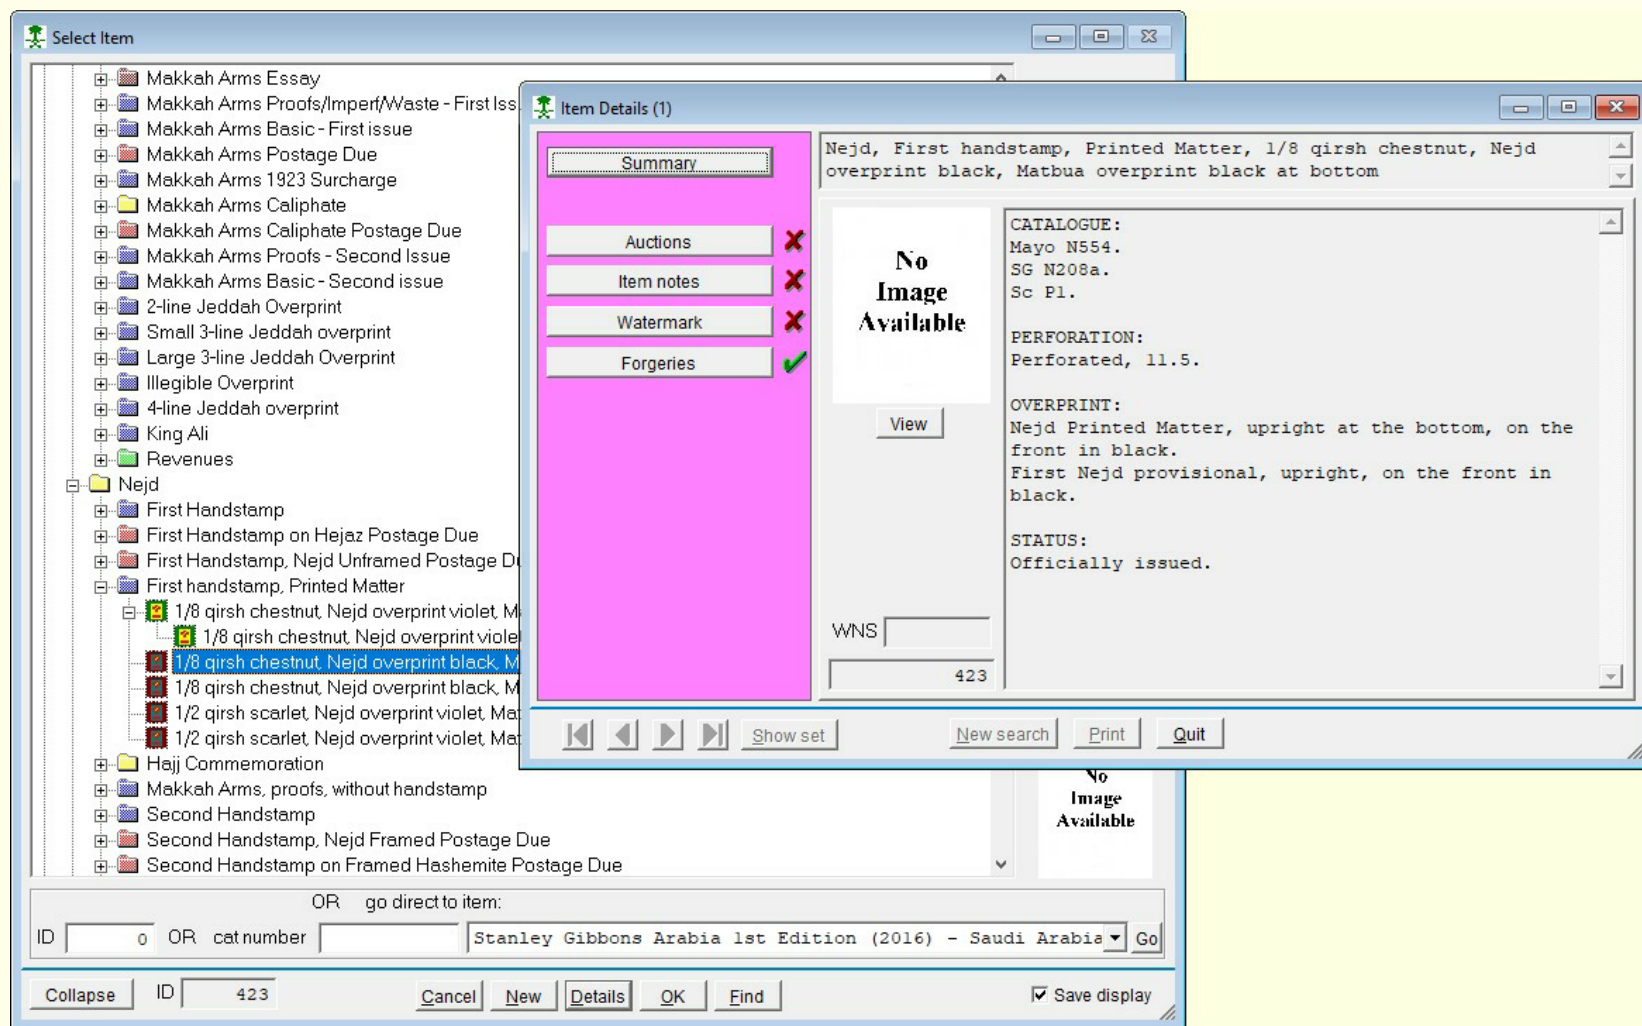 Select Item
Makkah Arms Essay
Makkah Arms Proofs/Imperf/Waste - First Iss
Makkah Arms Basic - First issue
Makkah Arms Postage Due
Makkah Arms 1923 Surcharge
Makkah Arms Caliphate
Makkah Arms Caliphate Postage Due
Makkah Arms Proofs - Second Issue
Makkah Arms Basic - Second issue
2-line Jeddah Overprint
Small 3-line Jeddah overprint
Large 3-line Jeddah Overprint
Illegible Overprint
4-line Jeddah overprint
King Ali
Revenues
Nejd
First Handstamp
First Handstamp on Hejaz Postage Due
First Handstamp, Nejd Unframed Postage Du
First handstamp, Printed Matter
1/8 qirsh chestnut, Nejd overprint violet, M
1/8 qirsh chestnut, Nejd overprint viole
1/8 qirsh chestnut, Nejd overprint black, M
1/8 qirsh chestnut, Nejd overprint black, M
1/2 qirsh scarlet, Nejd overprint violet, Mat
1/2 qirsh scarlet, Nejd overprint violet, Mat
Hajj Commemoration
Makkah Arms, proofs, without handstamp
Second Handstamp
Second Handstamp, Nejd Framed Postage Due
Second Handstamp on Framed Hashemite Postage Due
No
Image
Available
OR go direct to item:
ID 0 OR cat number Stanley Gibbons Arabia 1st Edition (2016) - Saudi Arabia Go
Collapse ID 423 Cancel New Details OK Find Save display
Item Details (1)
Summary
Auctions
Item notes
Watermark
Forgeries
Nejd, First handstamp, Printed Matter, 1/8 qirsh chestnut, Nejd
overprint black, Matbua overprint black at bottom
No
Image
Available
View
WNS
423
CATALOGUE:
Mayo N554.
SG N208a.
Sc P1.
PERFORATION:
Perforated, 11.5.
OVERPRINT:
Nejd Printed Matter, upright at the bottom, on the
front in black.
First Nejd provisional, upright, on the front in
black.
STATUS:
Officially issued.
Show set New search Print Quit